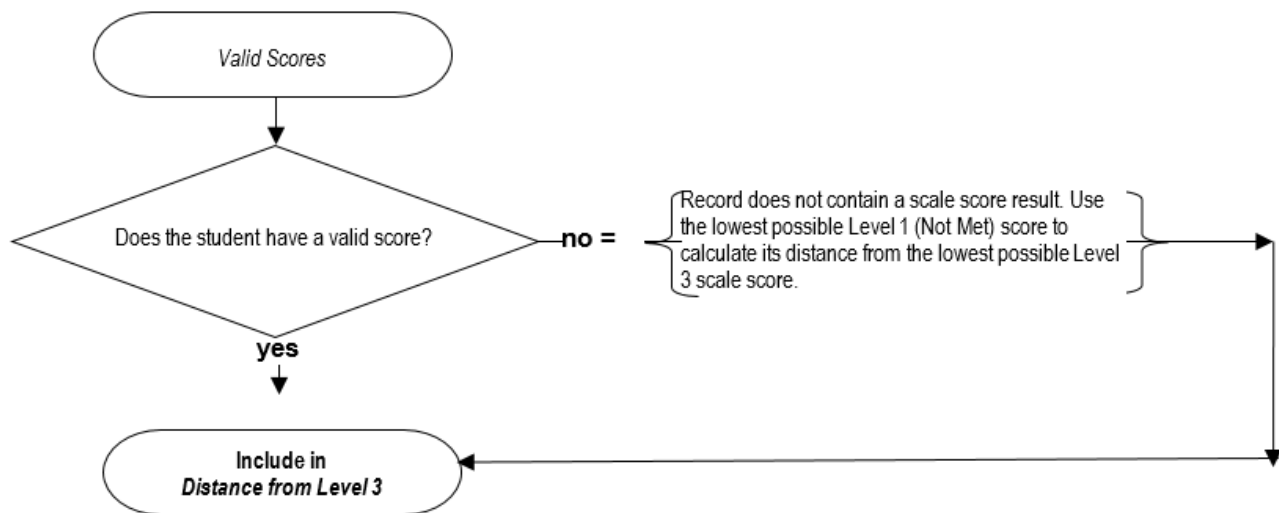 Valid Scores
Does the student have a valid score?
no =
Record does not contain a scale score result. Use
the lowest possible Level 1 (Not Met) score to
calculate its distance from the lowest possible Level
3 scale score.
yes
Include in
Distance from Level 3